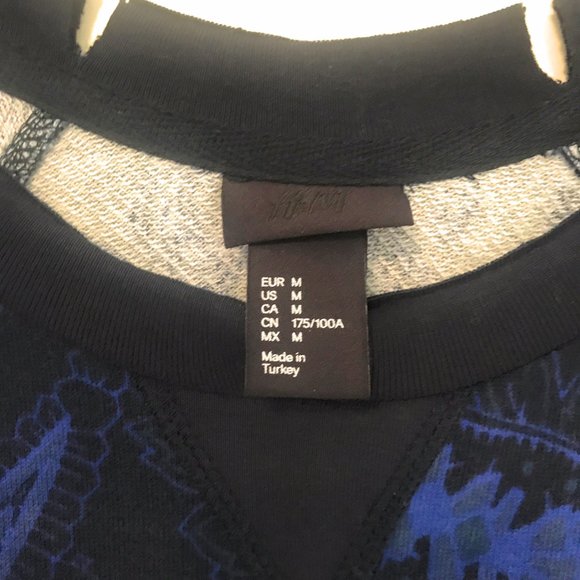 H&M
EUR M
US M
CA M
CN 175/100A
MX M
Made in
Turkey